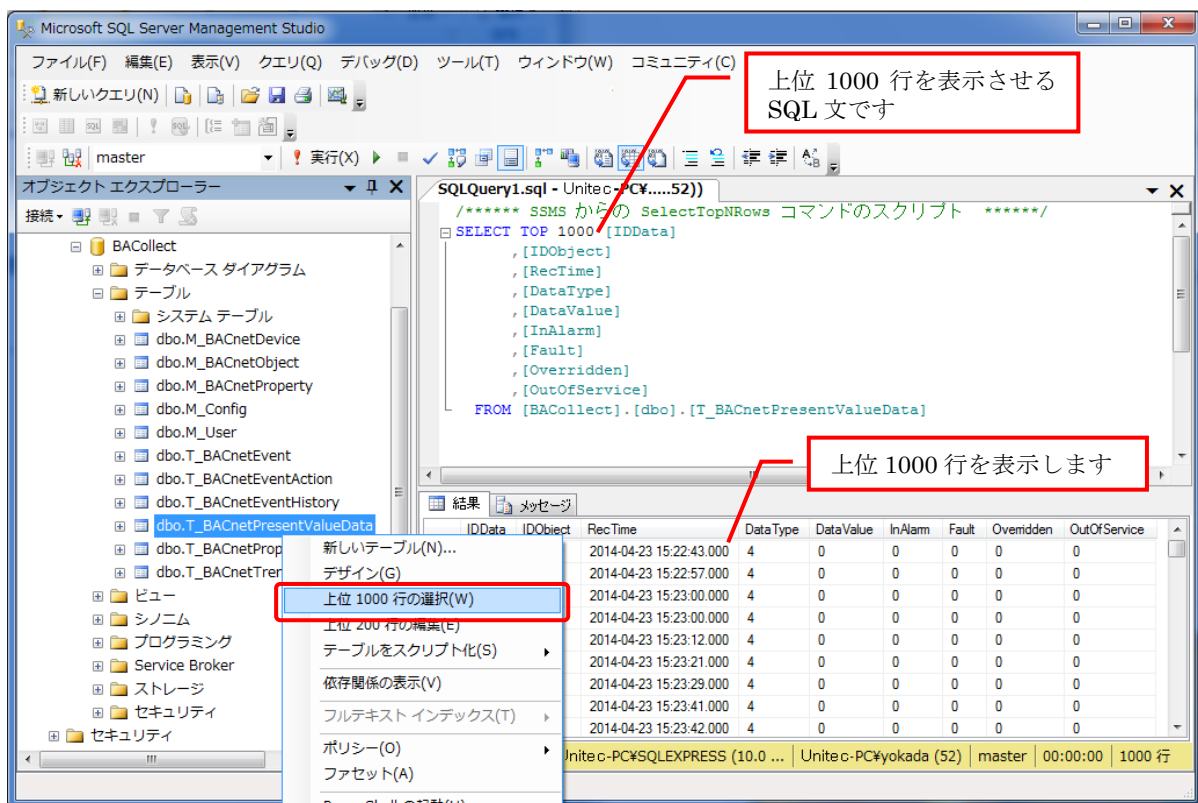 Microsoft SQL Server Management Studio
ファイル(F) 編集(E) 表示(V) クエリ(Q) デバッグ(D) ツール(T) ウィンドウ(W) コミュニティ(C)
上位 1000 行を表示させる
SQL 文です
新しいクエリ(N)
master
実行(X)
オブジェクト エクスプローラー
接続
BACollect
データベース ダイアグラム
テーブル
システム テーブル
dbo.M_BACnetDevice
dbo.M_BACnetObject
dbo.M_BACnetProperty
dbo.M_Config
dbo.M_User
dbo.T_BACnetEvent
dbo.T_BACnetEventAction
dbo.T_BACnetEventHistory
dbo.T_BACnetPresentValueData
dbo.T_BACnetProp
dbo.T_BACnetTrer
ビュー
シノニム
プログラミング
Service Broker
ストレージ
セキュリティ
セキュリティ
新しいテーブル(N)...
デザイン(G)
上位 1000 行の選択(W)
上位 200 行の編集(E)
テーブルをスクリプト化(S)
依存関係の表示(V)
フルテキスト インデックス(T)
ポリシー(O)
ファセット(A)
SQLQuery1.sql - Unitec-PC¥.....52))
/****** SSMS からの SelectTopNRows コマンドのスクリプト ******/
SELECT TOP 1000 [IDData]
,[IDObject]
,[RecTime]
,[DataType]
,[DataValue]
,[InAlarm]
,[Fault]
,[Overridden]
,[OutOfService]
FROM [BACollect].[dbo].[T_BACnetPresentValueData]
上位 1000 行を表示します
結果 メッセージ
IDData IDObject RecTime DataType DataValue InAlarm Fault Overridden OutOfService
2014-04-23 15:22:43.000 4 0 0 0 0 0
2014-04-23 15:22:57.000 4 0 0 0 0 0
2014-04-23 15:23:00.000 4 0 0 0 0 0
2014-04-23 15:23:00.000 4 0 0 0 0 0
2014-04-23 15:23:12.000 4 0 0 0 0 0
2014-04-23 15:23:21.000 4 0 0 0 0 0
2014-04-23 15:23:29.000 4 0 0 0 0 0
2014-04-23 15:23:41.000 4 0 0 0 0 0
2014-04-23 15:23:42.000 4 0 0 0 0 0
Unitec-PC¥SQLEXPRESS (10.0 ... Unitec-PC¥yokada (52) master 00:00:00 1000 行